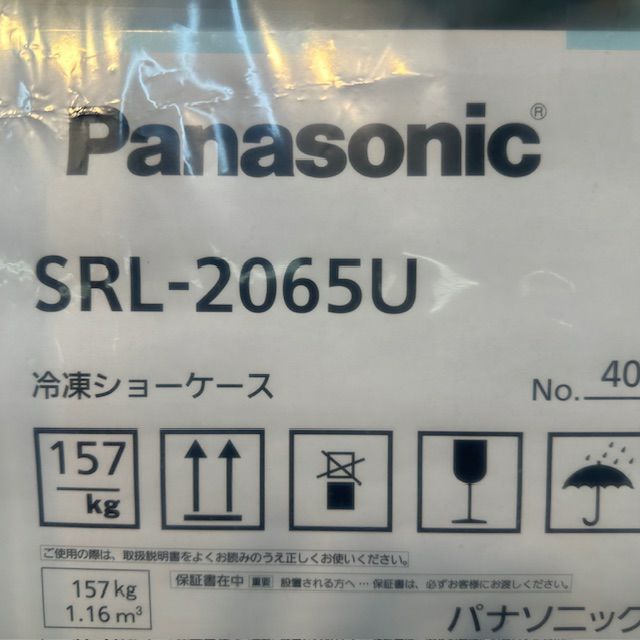 Panasonic®
SRL-2065U
冷凍ショーケース
No. 40
157
kg
ご使用の際は、取扱説明書をよくお読みのうえ正しくお使いください。
保証書在中 重要 設置される方へ…保証書は、必ずお客様にお渡しください。
157kg
1.16m³
パナソニック